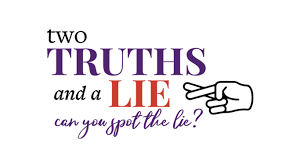 two
TRUTHS
and a LIE
can you spot the lie?